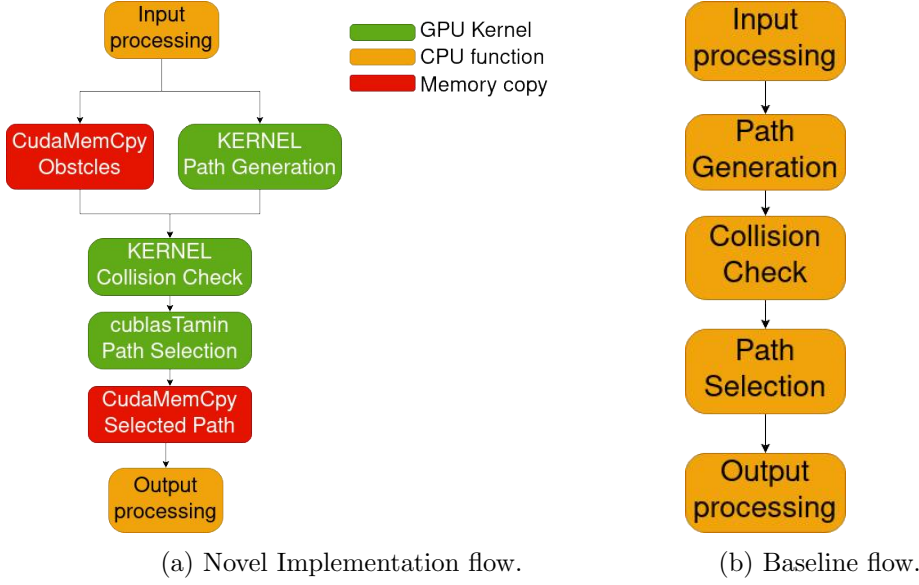 Input
processing
GPU Kernel
CPU function
Memory copy
CudaMemCpy
Obstcles
KERNEL
Path Generation
KERNEL
Collision Check
cublasTamin
Path Selection
CudaMemCpy
Selected Path
Output
processing
(a) Novel Implementation flow.
Input
processing
Path
Generation
Collision
Check
Path
Selection
Output
processing
(b) Baseline flow.